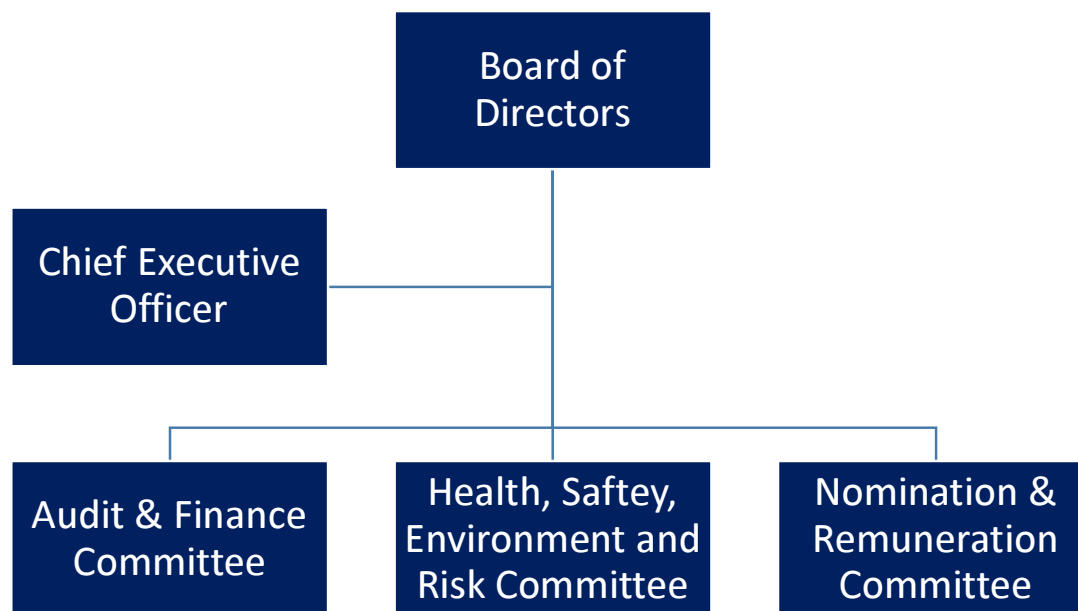 Board of
Directors
Chief Executive
Officer
Audit & Finance
Committee
Health, Saftey,
Environment and
Risk Committee
Nomination &
Remuneration
Committee